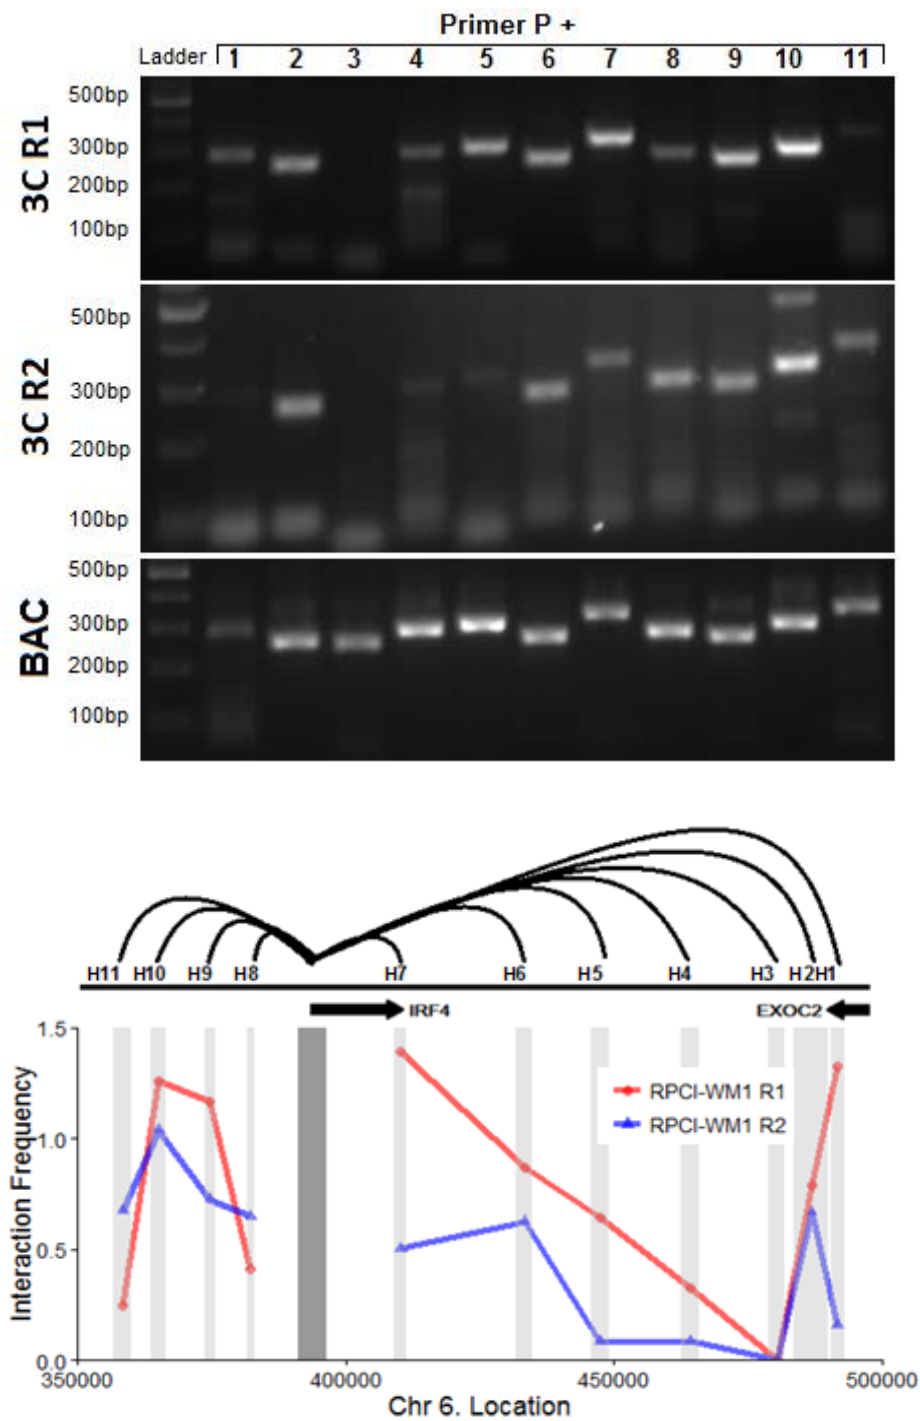 Primer P +
Ladder 1 2 3 4 5 6 7 8 9 10 11
3C R1
500bp
300bp
200bp
100bp
3C R2
500bp
300bp
200bp
100bp
BAC
500bp
300bp
200bp
100bp
H11 H10 H9 H8 H7 H6 H5 H4 H3 H2 H1
IRF4 EXOC2
Interaction Frequency
1.5
1.0
0.5
0.0
RPCI-WM1 R1
RPCI-WM1 R2
350000 400000 450000 500000
Chr 6. Location